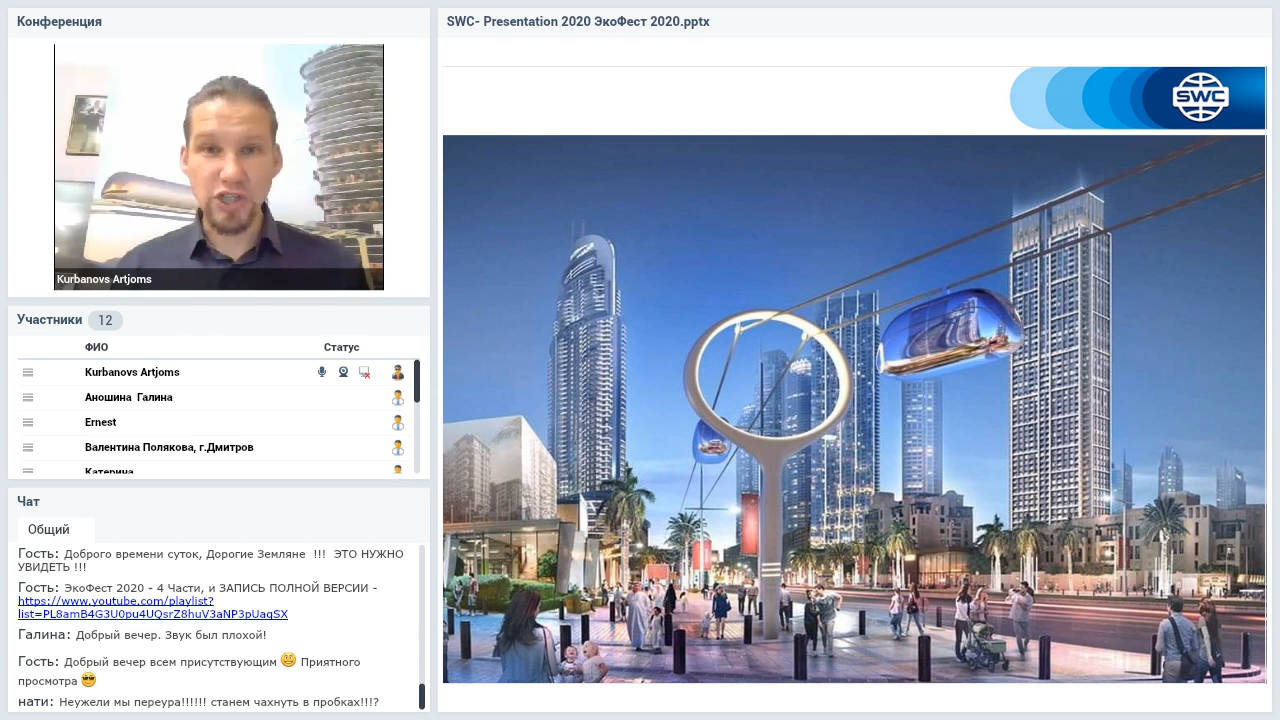 Конференция
Kurbanovs Artjoms
Участники 12
ФИО Статус
Kurbanovs Artjoms
Аношина Галина
Ernest
Валентина Полякова, г.Дмитров
Катерина
Чат
Общий
Гость: Доброго времени суток, Дорогие Земляне !!! ЭТО НУЖНО
УВИДЕТЬ !!!
Гость: ЭкоФест 2020 - 4 Части, и ЗАПИСЬ ПОЛНОЙ ВЕРСИИ -
https://www.youtube.com/playlist?
list=PL8amB4G3U0pu4UQsrZ8huV3aNP3pUaqSX
Галина: Добрый вечер. Звук был плохой!
Гость: Добрый вечер всем присутствующим 😀 Приятного
просмотра 😎
нати: Неужели мы переура!!!!!! станем чахнуть в пробках!!!?
SWC- Presentation 2020 ЭкоФест 2020.pptx
SWC